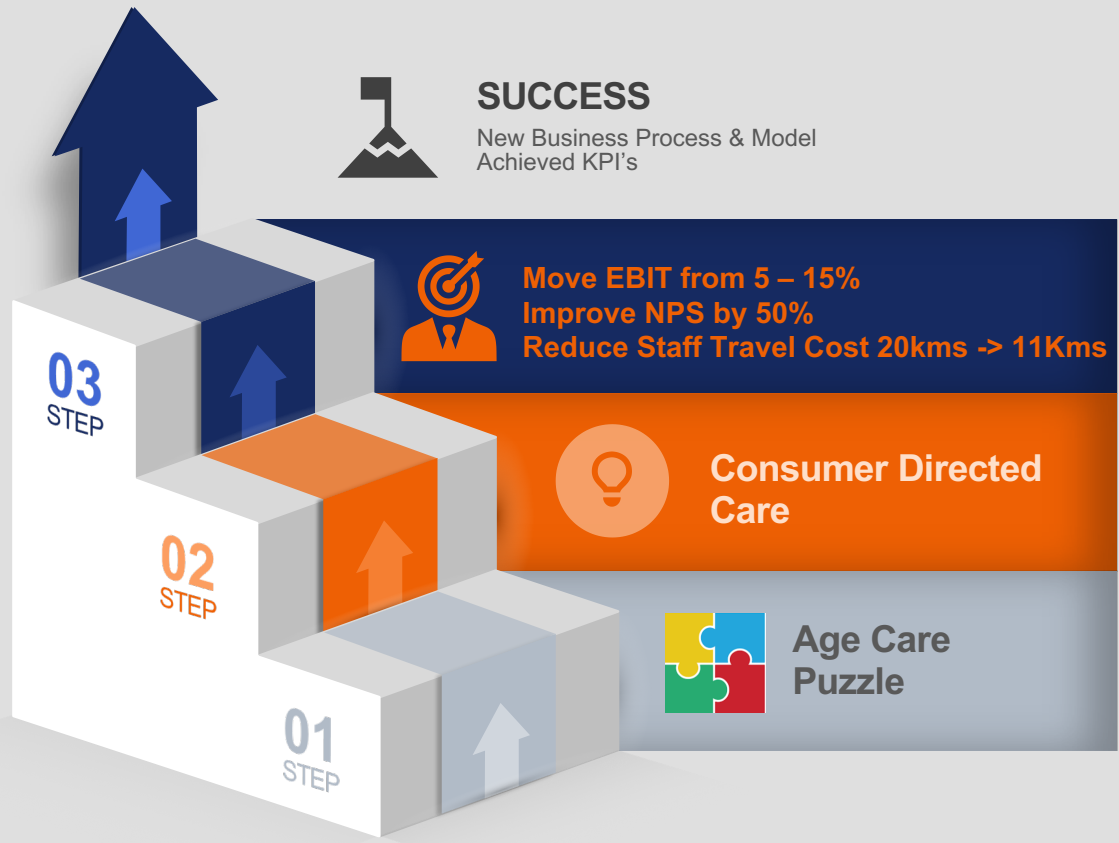 SUCCESS
New Business Process & Model
Achieved KPI's
Move EBIT from 5 – 15%
Improve NPS by 50%
Reduce Staff Travel Cost 20kms -> 11Kms
03
STEP
Consumer Directed
Care
02
STEP
Age Care
Puzzle
01
STEP